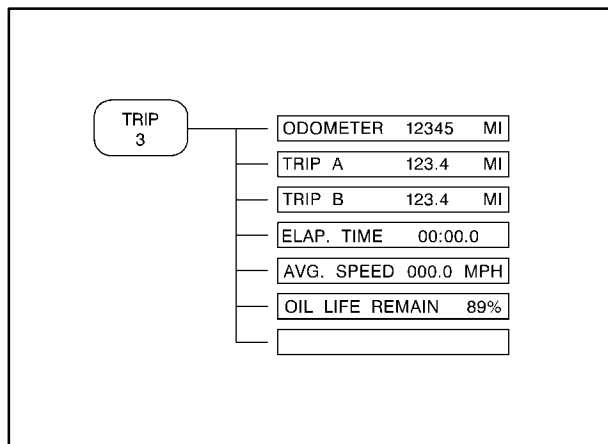 TRIP
3
ODOMETER 12345 MI
TRIP A 123.4 MI
TRIP B 123.4 MI
ELAP. TIME 00:00.0
AVG. SPEED 000.0 MPH
OIL LIFE REMAIN 89%